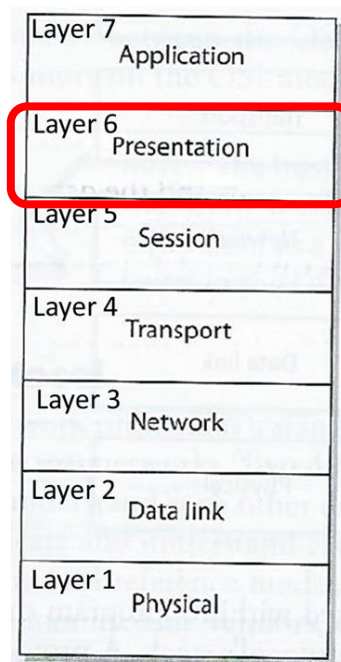 Layer 7
Application
Layer 6
Presentation
Layer 5
Session
Layer 4
Transport
Layer 3
Network
Layer 2
Data link
Layer 1
Physical